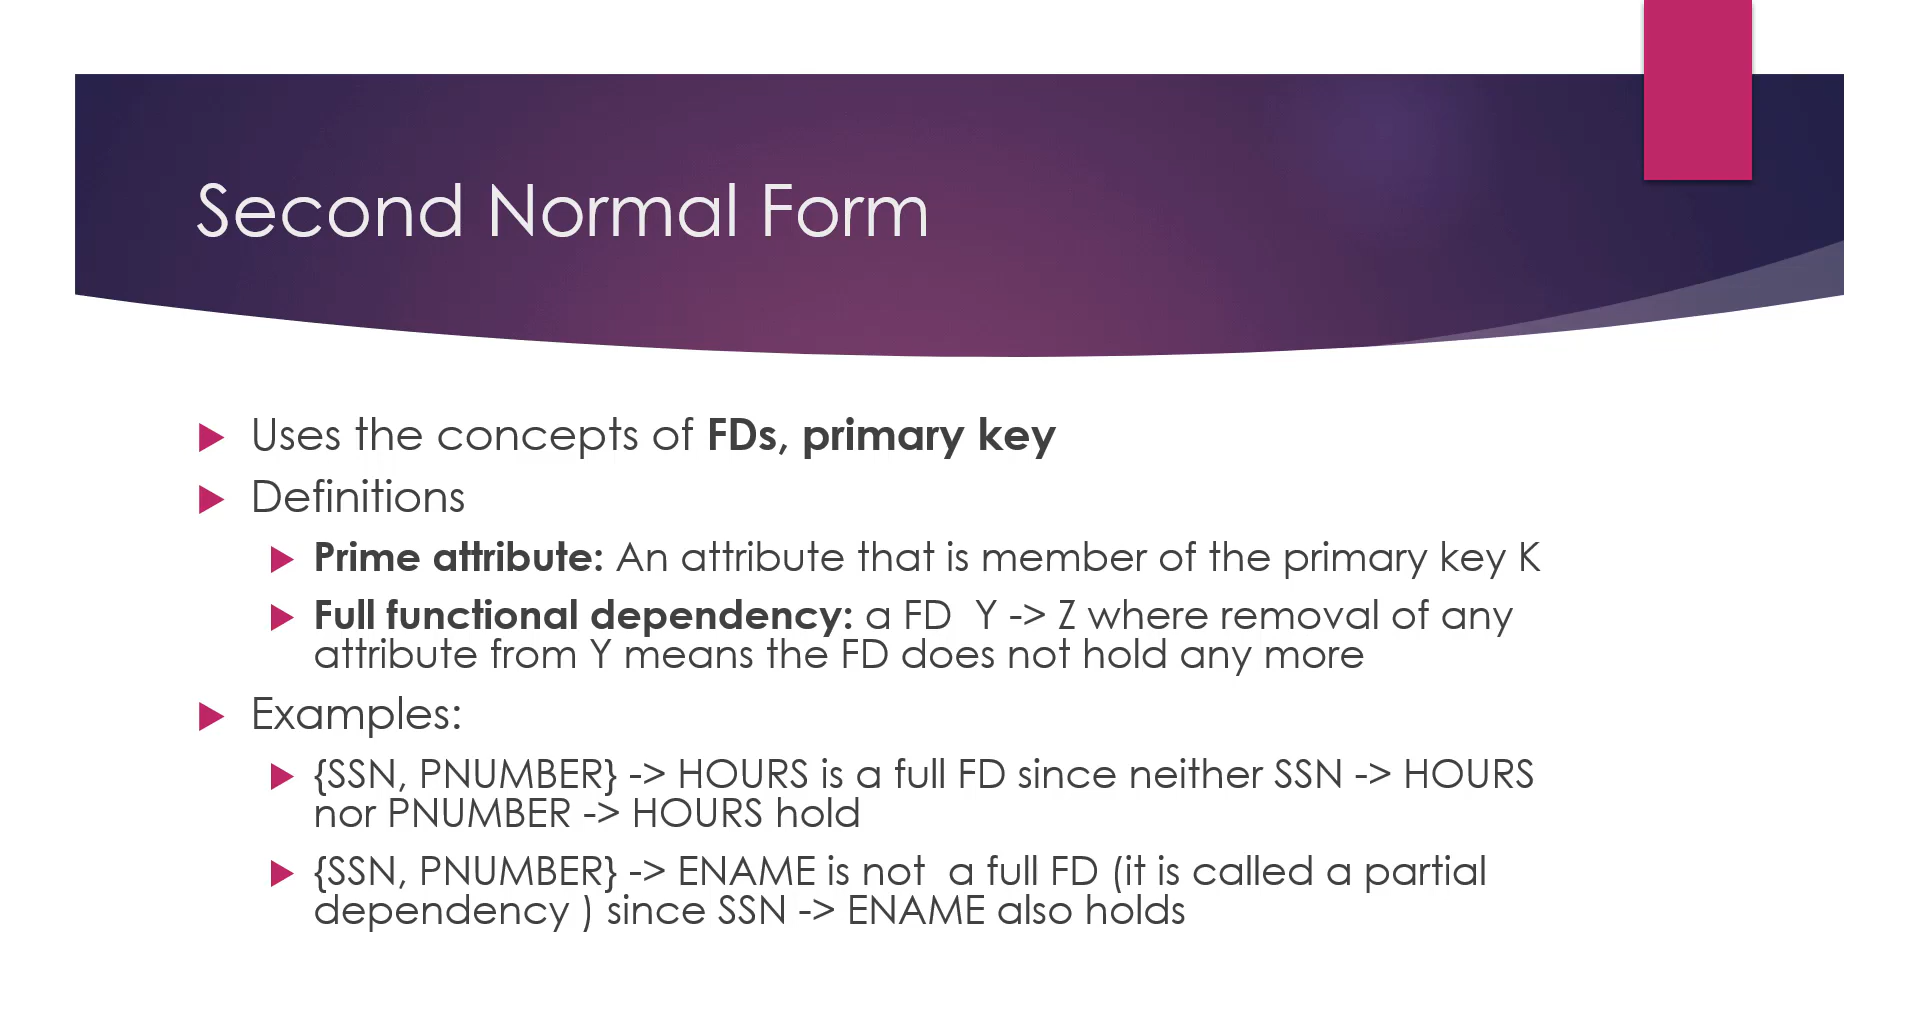 Second Normal Form
Uses the concepts of FDs, primary key
Definitions
Prime attribute: An attribute that is member of the primary key K
Full functional dependency: a FD  Y -> Z where removal of any
attribute from Y means the FD does not hold any more
Examples:
{SSN, PNUMBER} -> HOURS is a full FD since neither SSN -> HOURS
nor PNUMBER -> HOURS hold
{SSN, PNUMBER} -> ENAME is not  a full FD (it is called a partial
dependency ) since SSN -> ENAME also holds